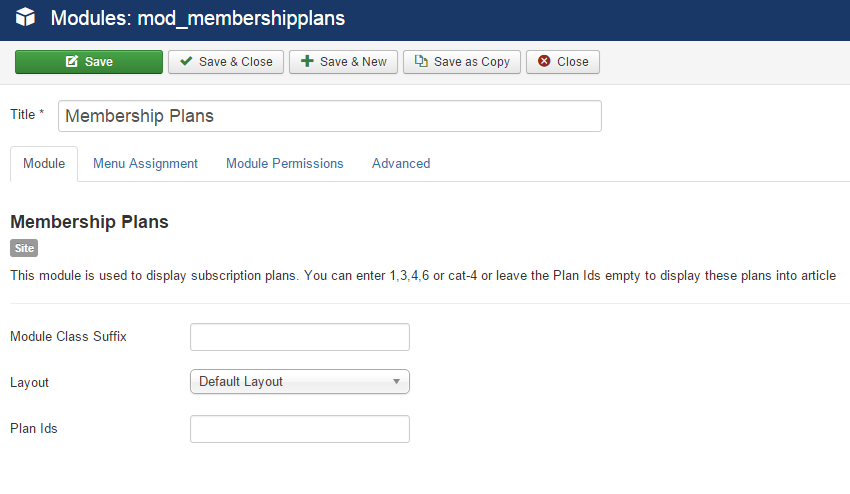 Modules: mod_membershipplans
Save Save & Close Save & New Save as Copy Close
Title * Membership Plans
Module Menu Assignment Module Permissions Advanced
Membership Plans
Site
This module is used to display subscription plans. You can enter 1,3,4,6 or cat-4 or leave the Plan Ids empty to display these plans into article
Module Class Suffix
Layout Default Layout
Plan Ids